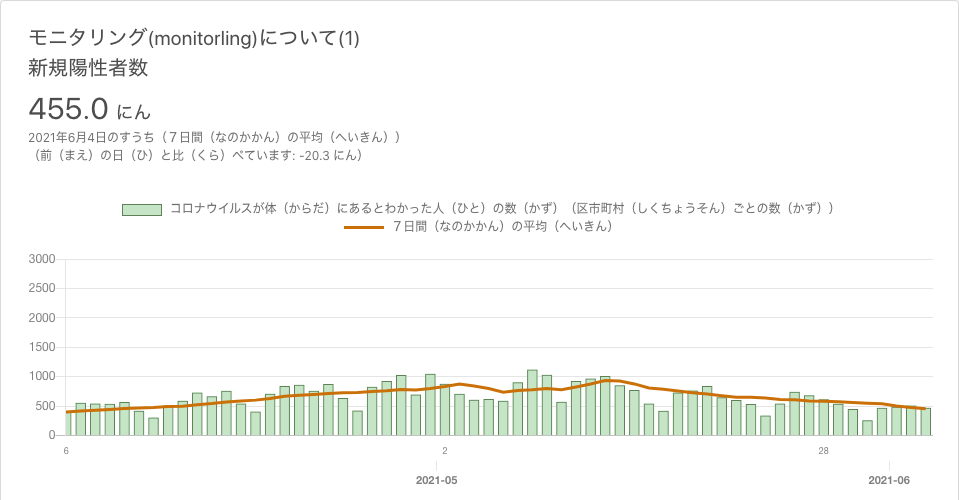 モニタリング(monitorling)について(1)
新規陽性者数
455.0 にん
2021年6月4日のすうち（７日間（なのかかん）の平均（へいきん））
（前（まえ）の日（ひ）と比（くら）べています: -20.3 にん）
コロナウイルスが体（からだ）にあるとわかった人（ひと）の数（かず）（区市町村（しくちょうそん）ごとの数（かず））
７日間（なのかかん）の平均（へいきん）
3000
2500
2000
1500
1000
500
0
6 2 28
2021-05 2021-06